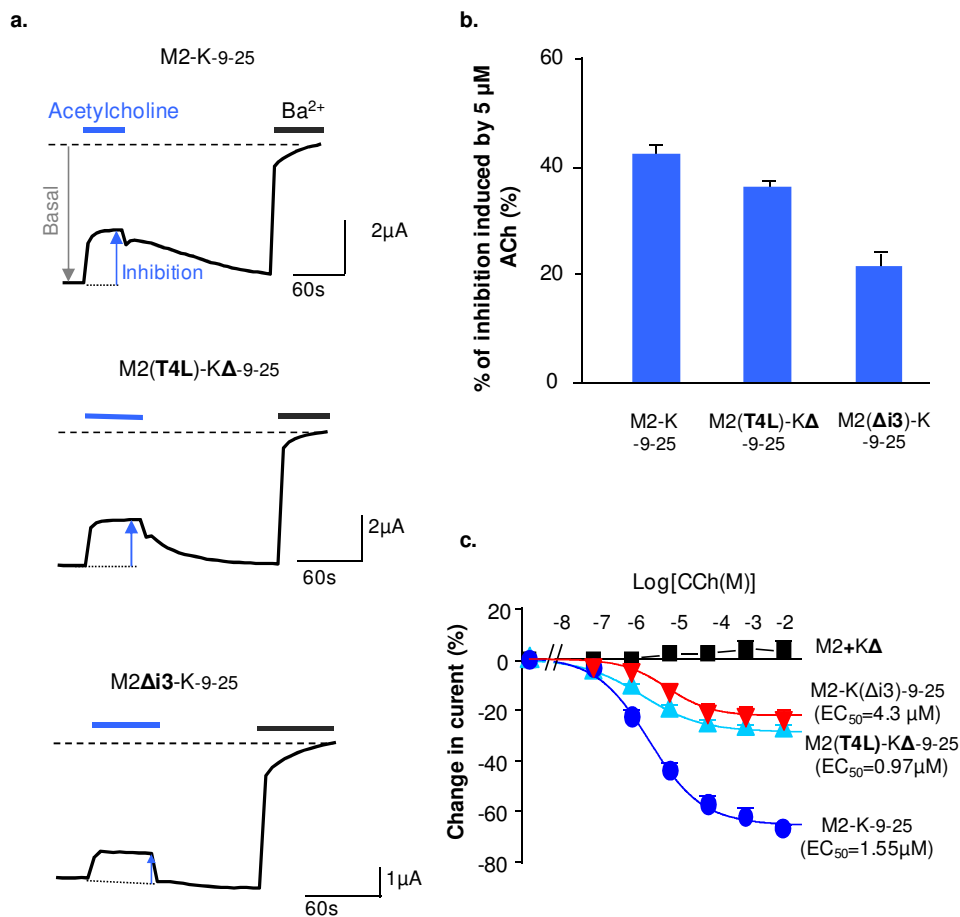 a.
M2-K-9-25
Acetylcholine
Ba²⁺
Basal
Inhibition
2µA
60s
M2(T4L)-KΔ-9-25
2µA
60s
M2Δi3-K-9-25
1µA
60s
b.
% of inhibition induced by 5 µM
ACh (%)
60
40
20
0
M2-K
-9-25
M2(T4L)-KΔ
-9-25
M2(Δi3)-K
-9-25
c.
Log[CCh(M)]
-8 -7 -6 -5 -4 -3 -2
Change in curent (%)
20
0
-20
-40
-60
-80
M2+KΔ
M2-K(Δi3)-9-25
(EC₅₀=4.3 µM)
M2(T4L)-KΔ-9-25
(EC₅₀=0.97µM)
M2-K-9-25
(EC₅₀=1.55µM)